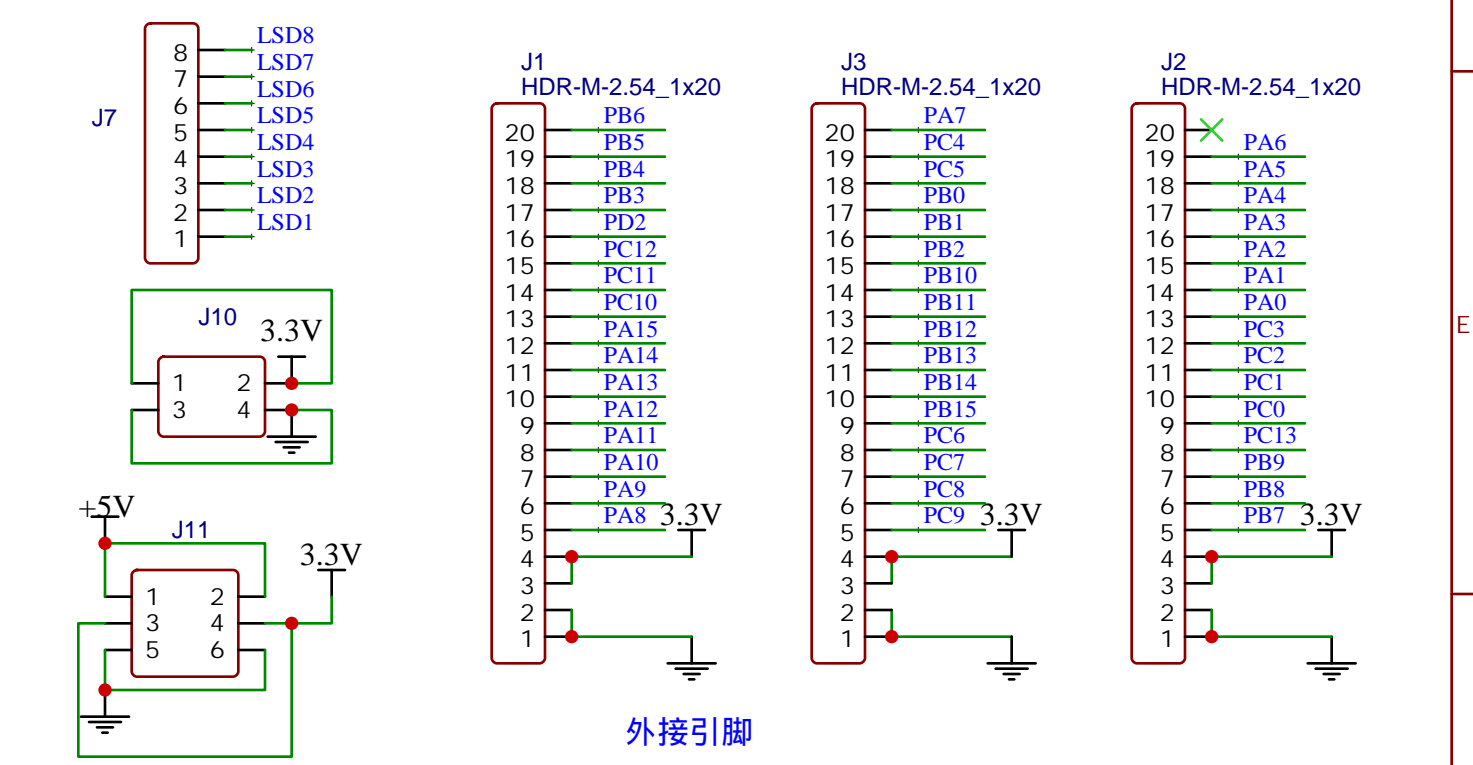 J7
8 LSD8
7 LSD7
6 LSD6
5 LSD5
4 LSD4
3 LSD3
2 LSD2
1 LSD1
J10
3.3V
1 2
3 4
+5V
J11
3.3V
1 2
3 4
5 6
J1
HDR-M-2.54_1x20
20 PB6
19 PB5
18 PB4
17 PB3
16 PD2
15 PC12
14 PC11
13 PC10
12 PA15
11 PA14
10 PA13
9 PA12
8 PA11
7 PA10
6 PA9
5 PA8 3.3V
4
3
2
1
J3
HDR-M-2.54_1x20
20 PA7
19 PC4
18 PC5
17 PB0
16 PB1
15 PB2
14 PB10
13 PB11
12 PB12
11 PB13
10 PB14
9 PB15
8 PC6
7 PC7
6 PC8
5 PC9 3.3V
4
3
2
1
J2
HDR-M-2.54_1x20
20
19 PA6
18 PA5
17 PA4
16 PA3
15 PA2
14 PA1
13 PA0
12 PC3
11 PC2
10 PC1
9 PC0
8 PC13
7 PB9
6 PB8
5 PB7 3.3V
4
3
2
1
E
外接引脚